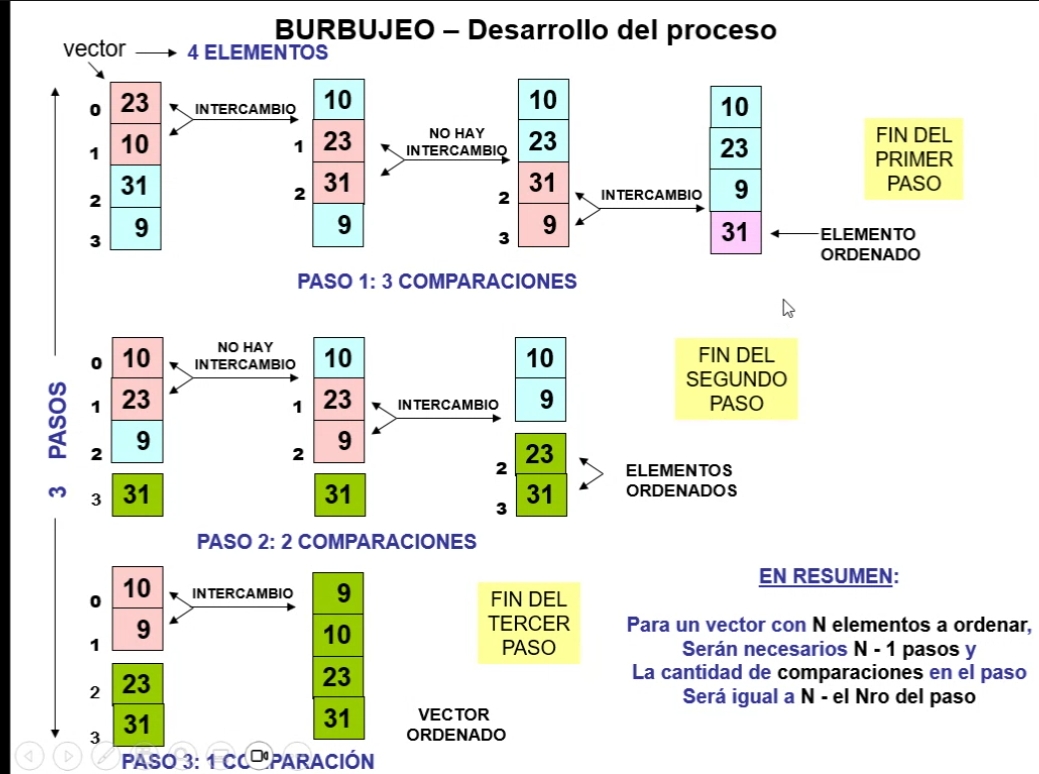 BURBUJEO – Desarrollo del proceso
vector
4 ELEMENTOS
0 23
1 10
2 31
3 9
INTERCAMBIO
10
1 23
2 31
9
NO HAY
INTERCAMBIO
10
23
2 31
3 9
INTERCAMBIO
10
23
9
31
FIN DEL
PRIMER
PASO
ELEMENTO
ORDENADO
PASO 1: 3 COMPARACIONES
3 PASOS
0 10
1 23
2 9
3 31
NO HAY
INTERCAMBIO
10
1 23
2 9
31
INTERCAMBIO
10
9
2 23
3 31
FIN DEL
SEGUNDO
PASO
ELEMENTOS
ORDENADOS
PASO 2: 2 COMPARACIONES
0 10
1 9
2 23
3 31
INTERCAMBIO
9
10
23
31
FIN DEL
TERCER
PASO
VECTOR
ORDENADO
PASO 3: 1 COMPARACIÓN
EN RESUMEN:
Para un vector con N elementos a ordenar,
Serán necesarios N - 1 pasos y
La cantidad de comparaciones en el paso
Será igual a N - el Nro del paso